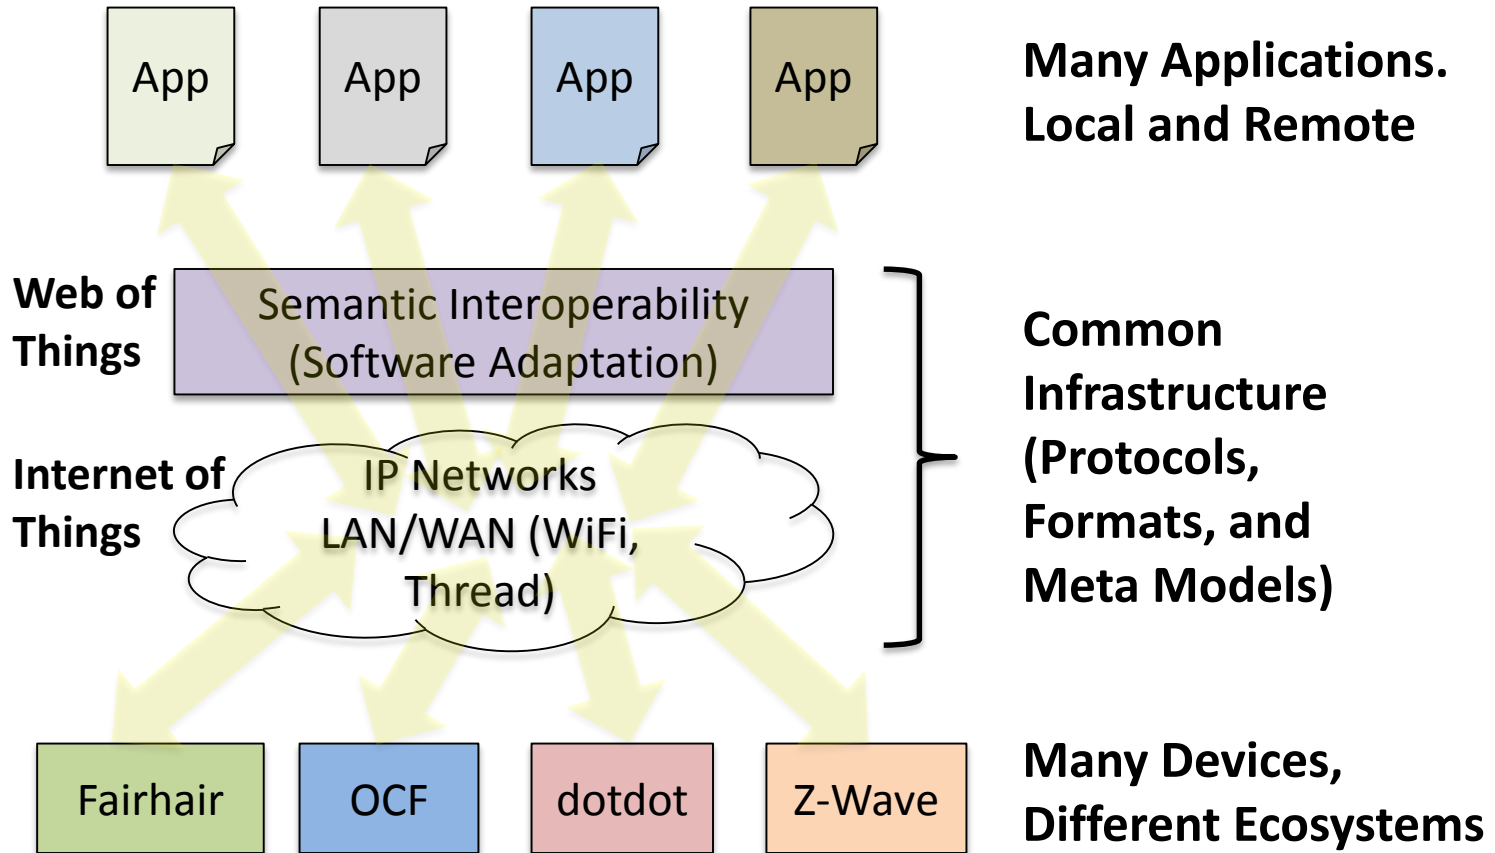 App
App
App
App
Many Applications.
Local and Remote
Web of
Things
Semantic Interoperability
(Software Adaptation)
Common
Infrastructure
(Protocols,
Formats, and
Meta Models)
Internet of
Things
IP Networks
LAN/WAN (WiFi,
Thread)
Fairhair
OCF
dotdot
Z-Wave
Many Devices,
Different Ecosystems